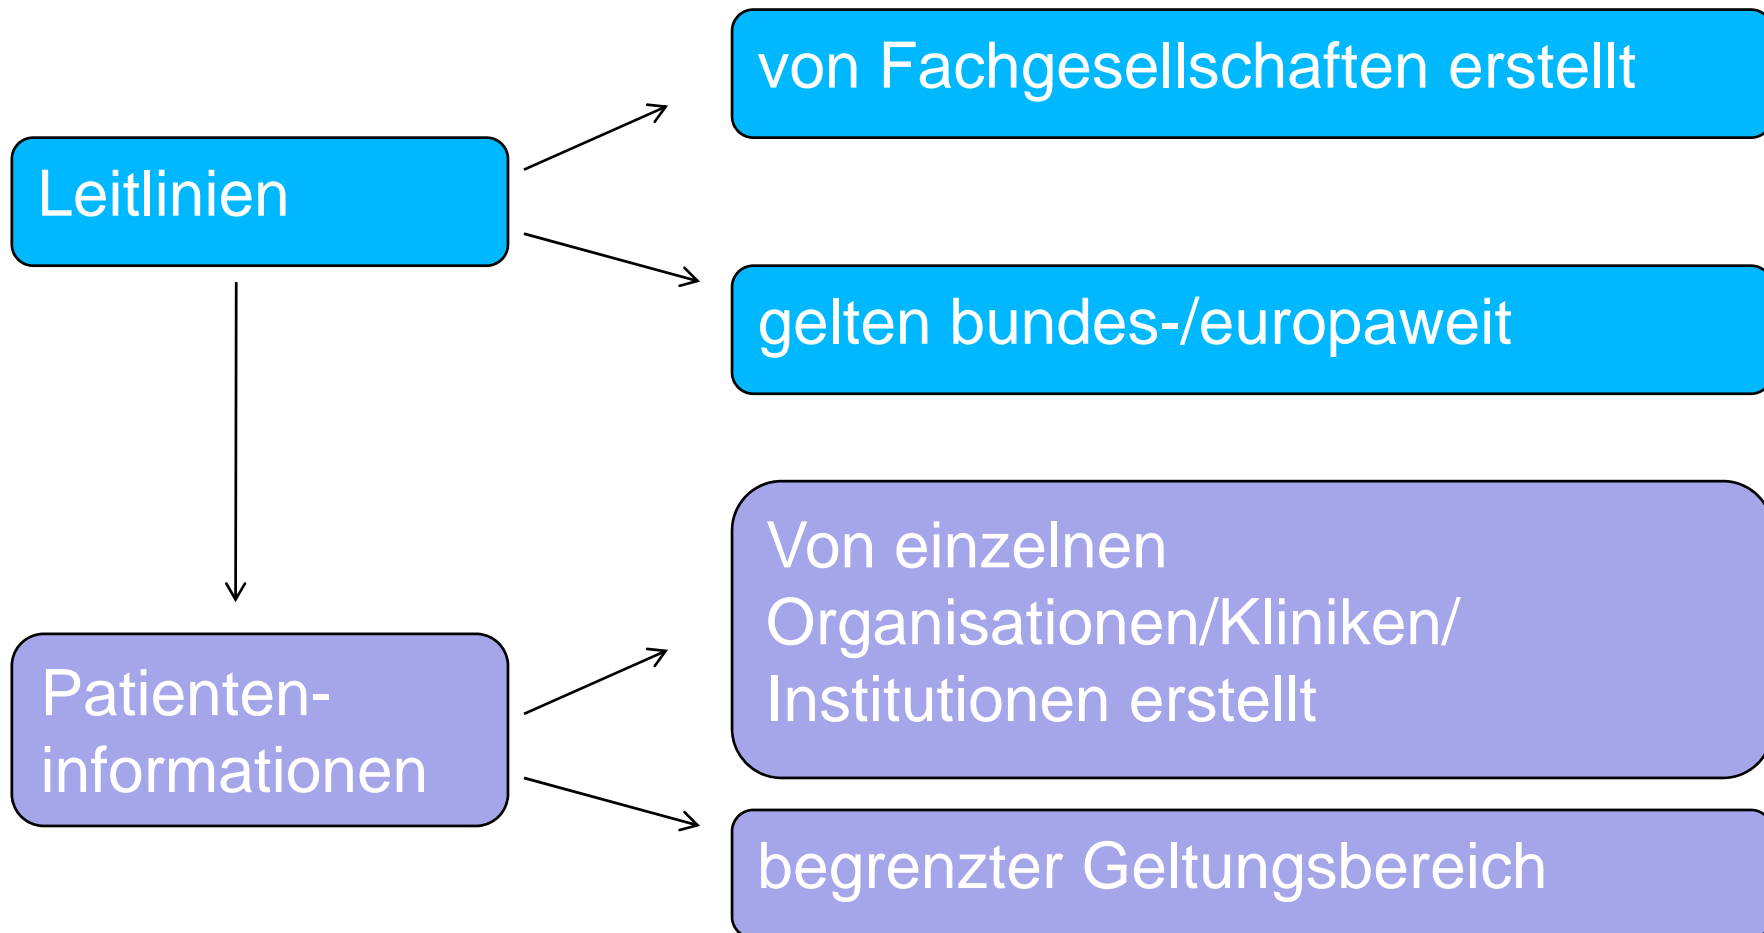 von Fachgesellschaften erstellt
Leitlinien
gelten bundes-/europaweit
Von einzelnen
Organisationen/Kliniken/
Institutionen erstellt
Patienten-
informationen
begrenzter Geltungsbereich